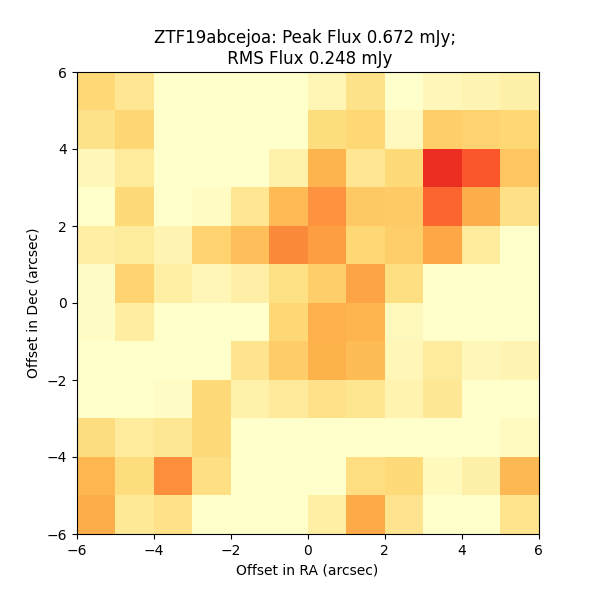 ZTF19abcejoa: Peak Flux 0.672 mJy;
RMS Flux 0.248 mJy
6
4
2
0
−2
−4
−6
Offset in Dec (arcsec)
−6 −4 −2 0 2 4 6
Offset in RA (arcsec)